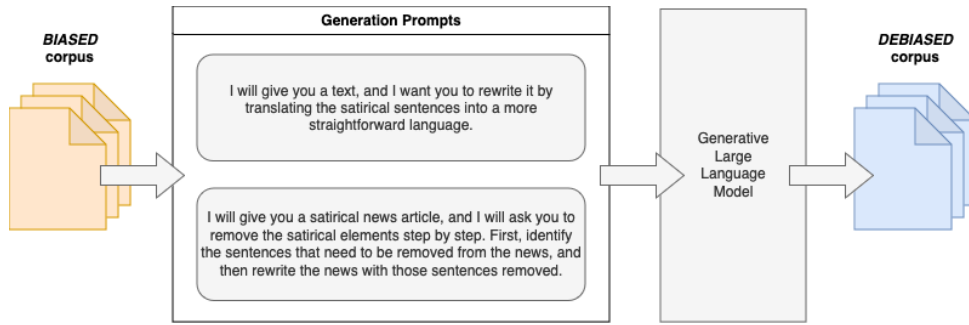 BIASED
corpus
Generation Prompts
I will give you a text, and I want you to rewrite it by
translating the satirical sentences into a more
straightforward language.
I will give you a satirical news article, and I will ask you to
remove the satirical elements step by step. First, identify
the sentences that need to be removed from the news, and
then rewrite the news with those sentences removed.
Generative
Large
Language
Model
DEBIASED
corpus